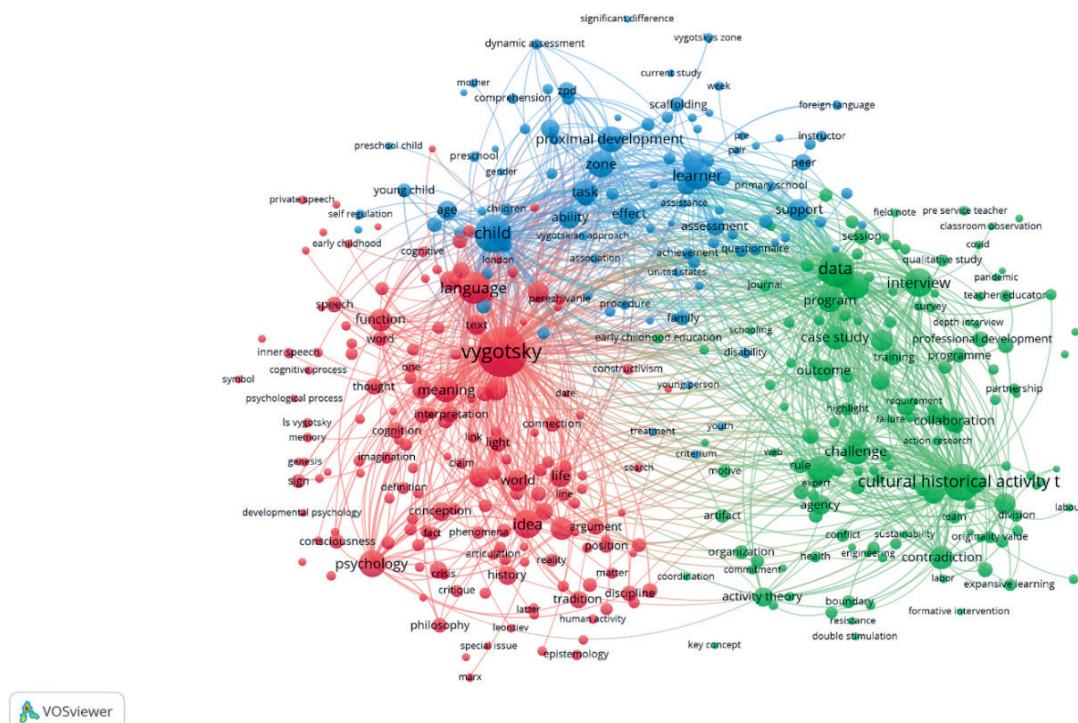 significant difference
vygotskys zone
dynamic assessment
current study
mother
week
zpd
comprehension
scaffolding
foreign language
pre
proximal development
pair
instructor
preschool child
preschool
zone
peer
gender
learner
young child
task
primary school
private speech
age
children
assistance
support
self regulation
ability
effect
field note
pre service teacher
child
assessment
classroom observation
early childhood
vygotskian approach
session
covid
cognitive
london
association
achievement
questionnaire
qualitative study
united states
data
pandemic
language
perezhivanie
journal
interview
teacher educator
speech
procedure
program
survey
function
text
family
depth interview
word
schooling
early childhood education
case study
professional development
inner speech
one
vygotsky
disability
training
programme
cognitive process
constructivism
outcome
symbol
thought
young person
partnership
psychological process
meaning
date
requirement
interpretation
highlight
failure
collaboration
ls vygotsky
connection
youth
memory
cognition
link
light
treatment
action research
genesis
imagination
claim
criterium
challenge
sign
world
life
search
motive
web
rule
cultural historical activity t
definition
line
expert
developmental psychology
conception
agency
team
division
labou
idea
artifact
consciousness
fact
phenomena
argument
conflict
sustainability
originality value
articulation
position
organization
health
engineering
contradiction
psychology
crisis
history
reality
matter
coordination
commitment
labor
expansive learning
critique
tradition
discipline
activity theory
boundary
latter
human activity
resistance
formative intervention
philosophy
leontiev
double stimulation
special issue
epistemology
key concept
marx
VOSviewer